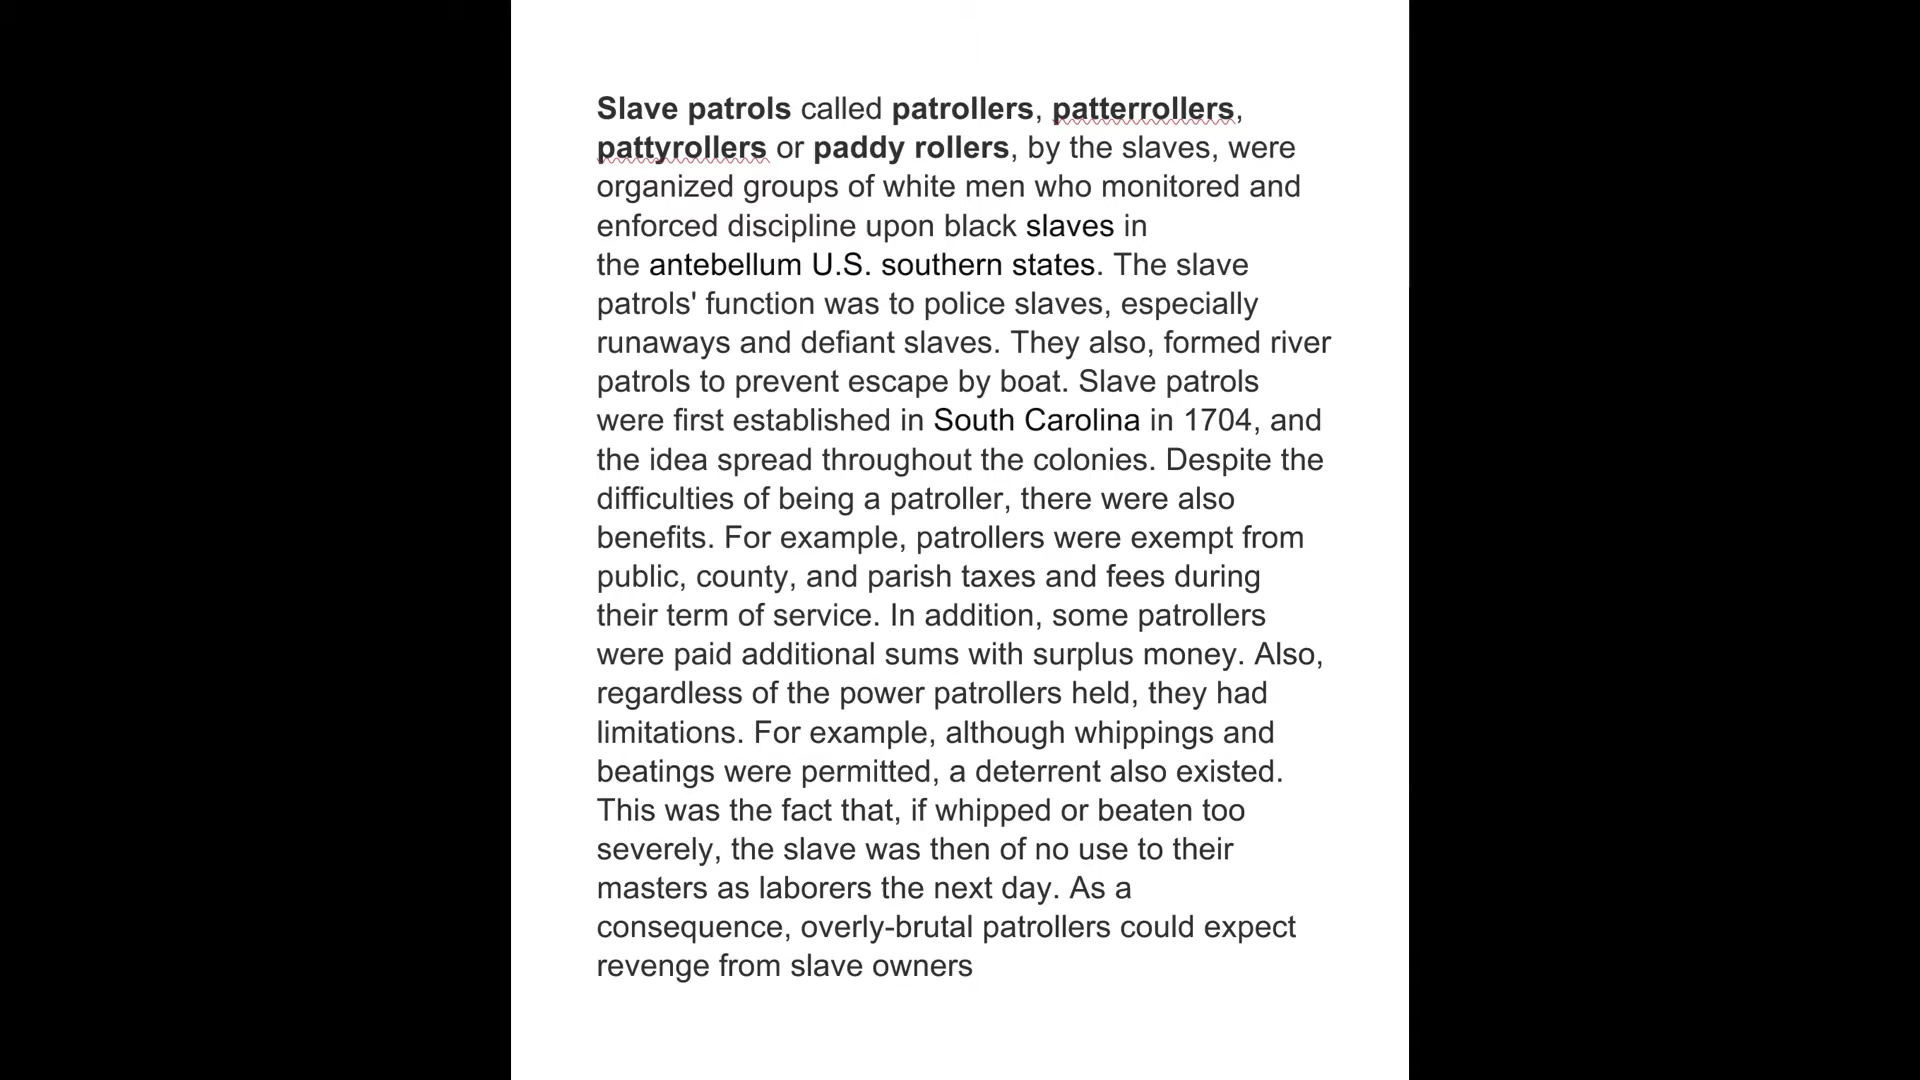 Slave patrols called patrollers, patterrollers,
pattyrollers or paddy rollers, by the slaves, were
organized groups of white men who monitored and
enforced discipline upon black slaves in
the antebellum U.S. southern states. The slave
patrols' function was to police slaves, especially
runaways and defiant slaves. They also, formed river
patrols to prevent escape by boat. Slave patrols
were first established in South Carolina in 1704, and
the idea spread throughout the colonies. Despite the
difficulties of being a patroller, there were also
benefits. For example, patrollers were exempt from
public, county, and parish taxes and fees during
their term of service. In addition, some patrollers
were paid additional sums with surplus money. Also,
regardless of the power patrollers held, they had
limitations. For example, although whippings and
beatings were permitted, a deterrent also existed.
This was the fact that, if whipped or beaten too
severely, the slave was then of no use to their
masters as laborers the next day. As a
consequence, overly-brutal patrollers could expect
revenge from slave owners